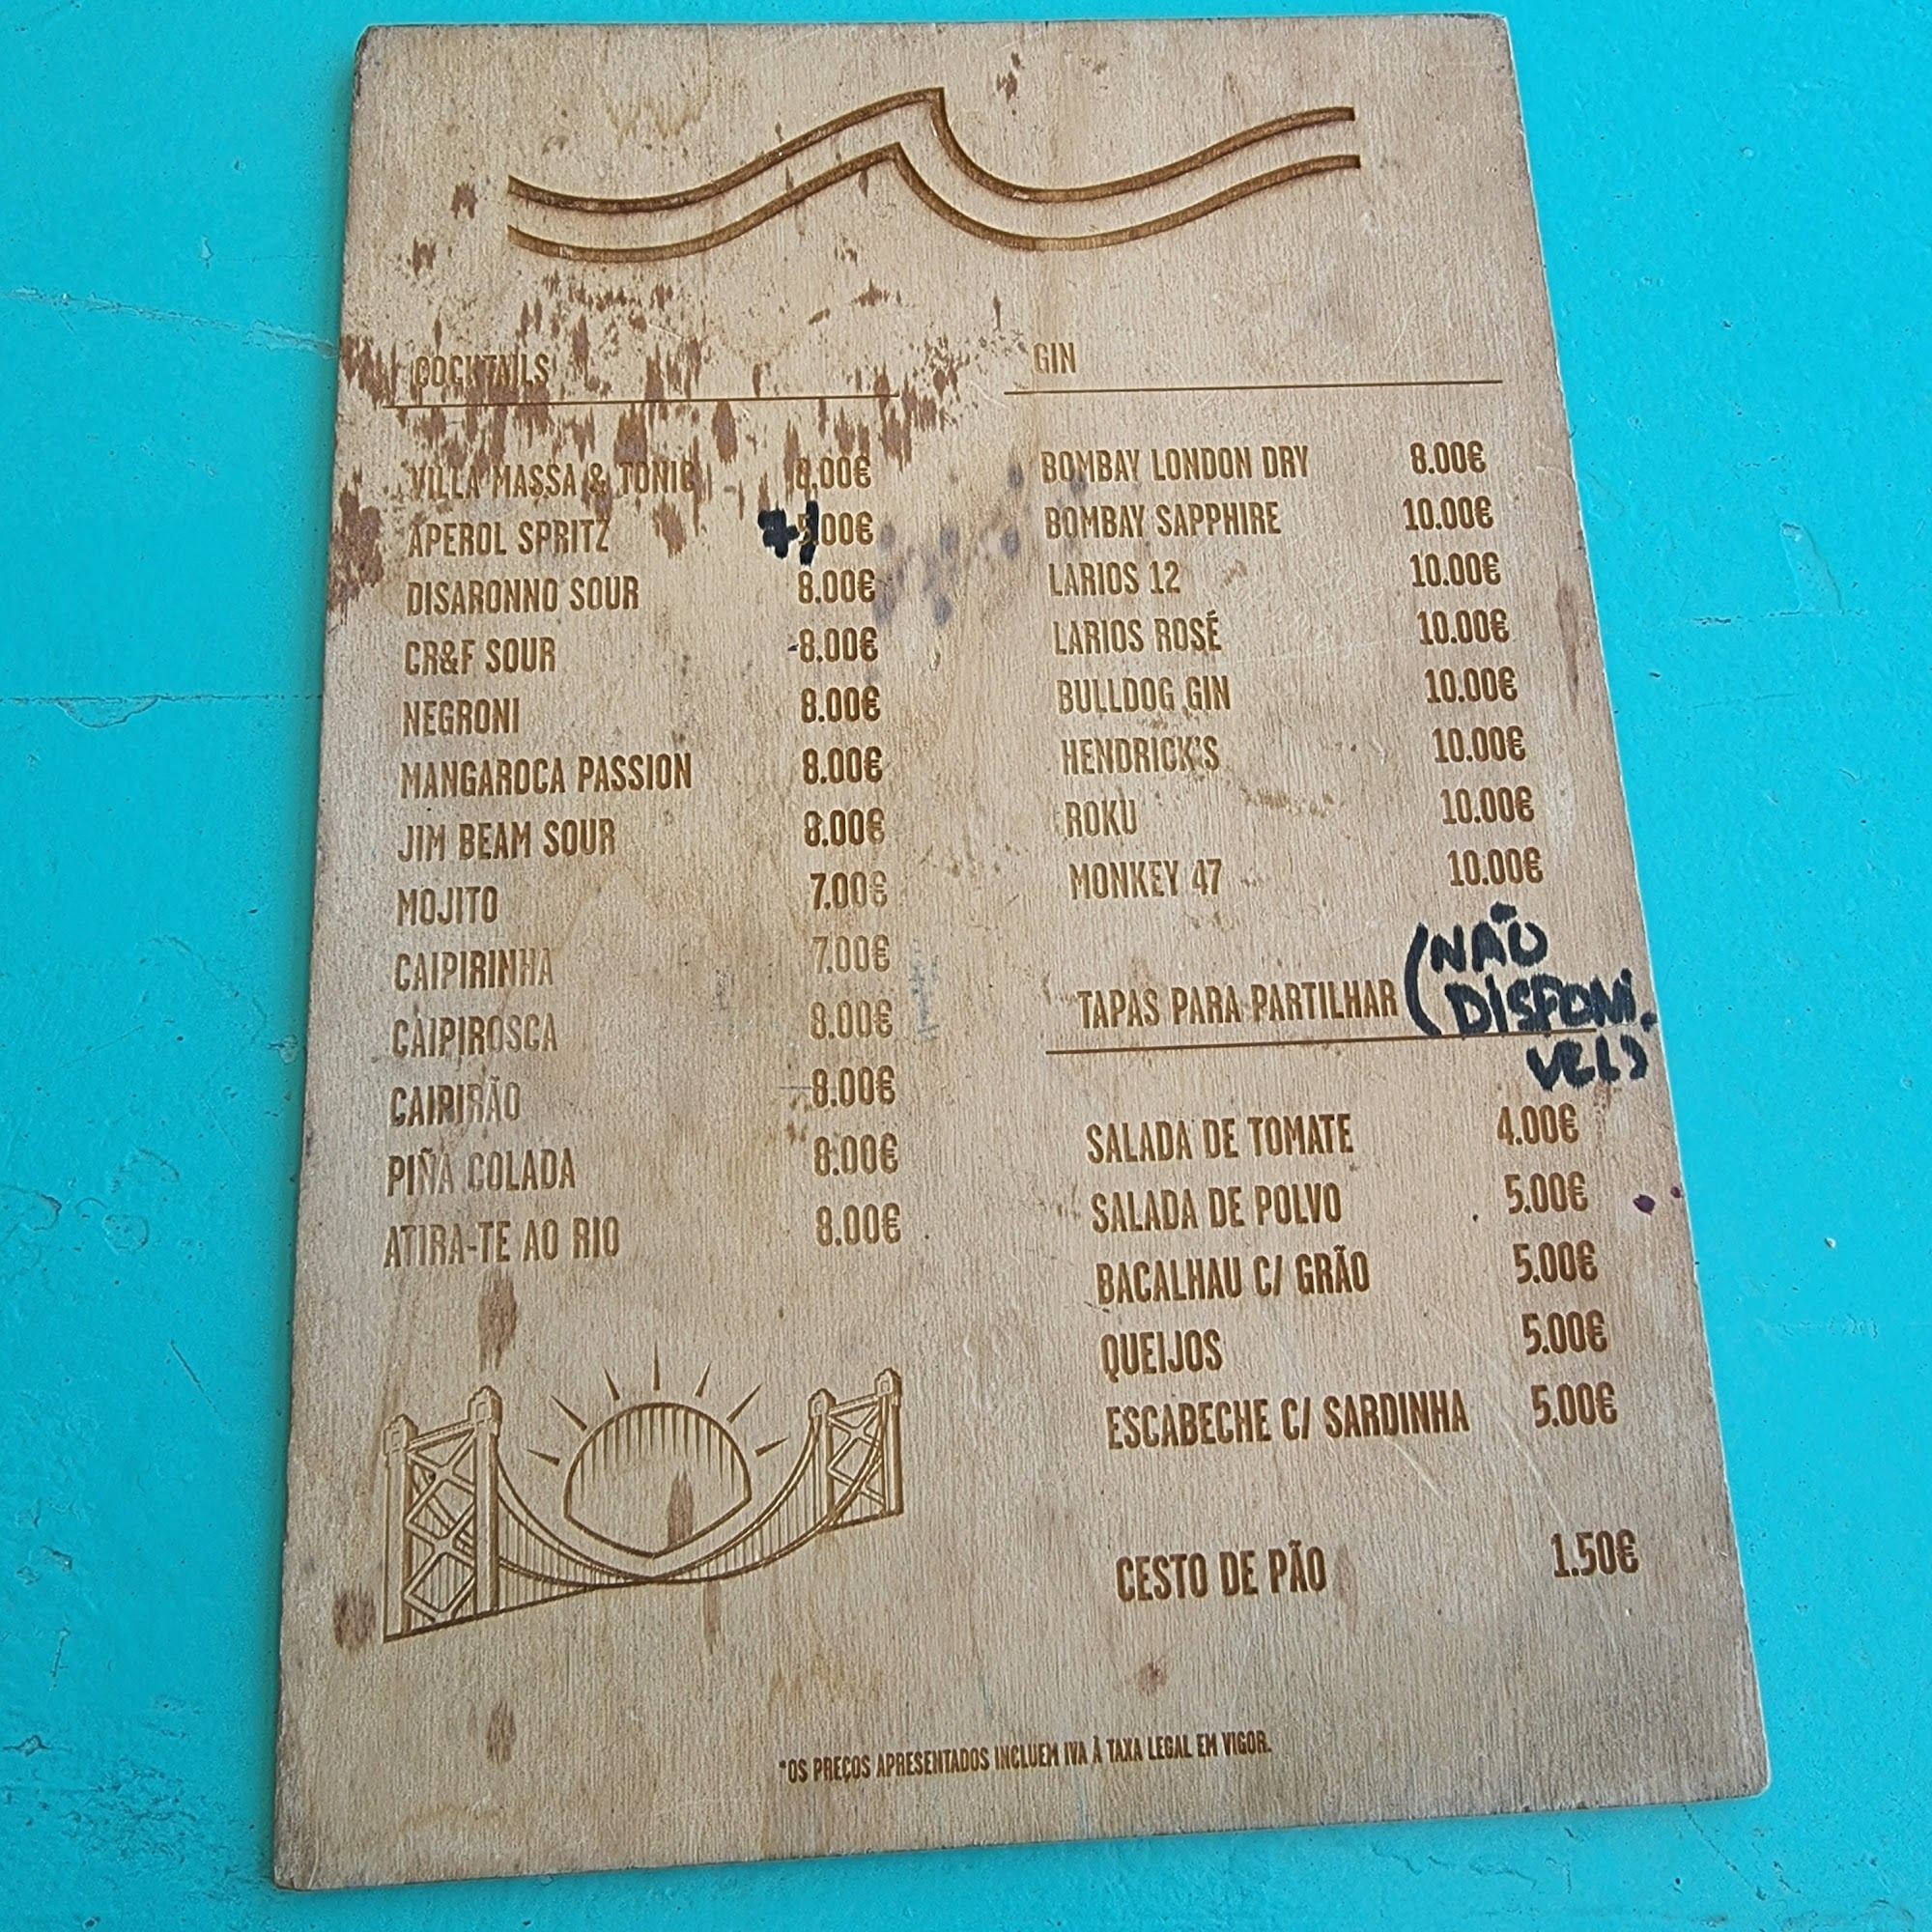 COCKTAILS
VILLA MASSA & TONIC 8.00€
APEROL SPRITZ .00€
DISARONNO SOUR 8.00€
CR&F SOUR 8.00€
NEGRONI 8.00€
MANGAROCA PASSION 8.00€
JIM BEAM SOUR 8.00€
MOJITO 7.00€
CAIPIRINHA 7.00€
CAIPIROSCA 8.00€
CAIPIRÃO 8.00€
PIÑA COLADA 8.00€
ATIRA-TE AO RIO 8.00€
GIN
BOMBAY LONDON DRY 8.00€
BOMBAY SAPPHIRE 10.00€
LARIOS 12 10.00€
LARIOS ROSÉ 10.00€
BULLDOG GIN 10.00€
HENDRICK'S 10.00€
ROKU 10.00€
MONKEY 47 10.00€
TAPAS PARA PARTILHAR
(NÃO
DISPONI.
VEL)
SALADA DE TOMATE 4.00€
SALADA DE POLVO 5.00€
BACALHAU C/ GRÃO 5.00€
QUEIJOS 5.00€
ESCABECHE C/ SARDINHA 5.00€
CESTO DE PÃO 1.50€
*OS PREÇOS APRESENTADOS INCLUEM IVA À TAXA LEGAL EM VIGOR.